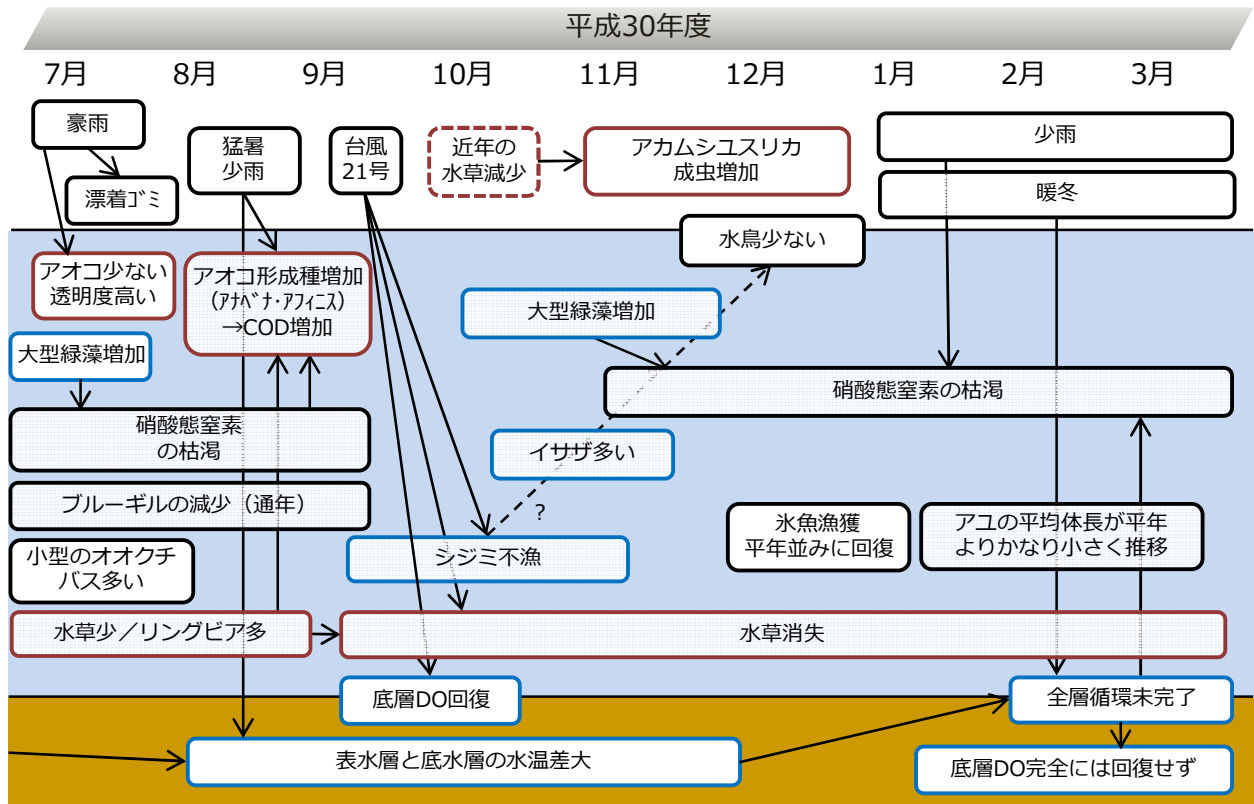 平成30年度
7月 8月 9月 10月 11月 12月 1月 2月 3月
豪雨
漂着ｺﾞﾐ
猛暑
少雨
台風
21号
近年の
水草減少
アカムシユスリカ
成虫増加
少雨
暖冬
水鳥少ない
アオコ少ない
透明度高い
アオコ形成種増加
（ｱﾅﾍﾞﾅ・ｱﾌｨﾆｽ）
→COD増加
大型緑藻増加
大型緑藻増加
硝酸態窒素
の枯渇
硝酸態窒素の枯渇
イサザ多い
ブルーギルの減少（通年）
?
小型のオオクチ
バス多い
シジミ不漁
氷魚漁獲
平年並みに回復
アユの平均体長が平年
よりかなり小さく推移
水草少／リングビア多
水草消失
底層DO回復
全層循環未完了
表水層と底水層の水温差大
底層DO完全には回復せず